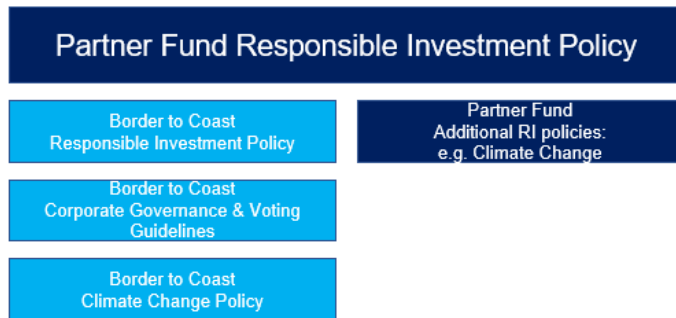 Partner Fund Responsible Investment Policy
Border to Coast
Responsible Investment Policy
Partner Fund
Additional RI policies:
e.g. Climate Change
Border to Coast
Corporate Governance & Voting
Guidelines
Border to Coast
Climate Change Policy